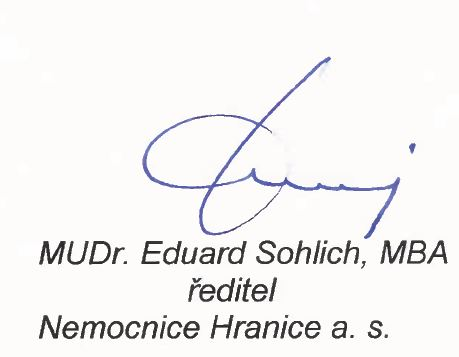 MUDr. Eduard Sohlich, MBA
ředitel
Nemocnice Hranice a. s.